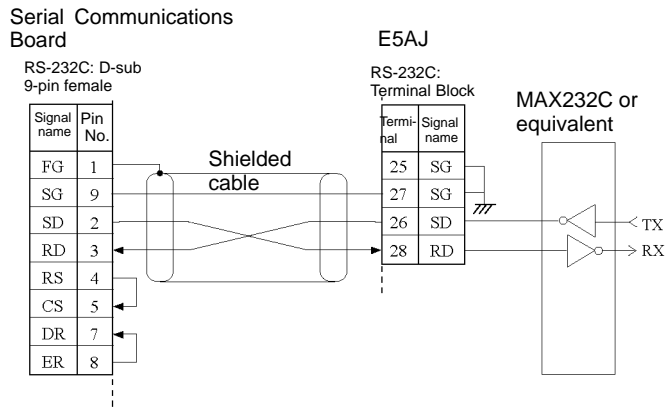 Serial Communications
Board
RS-232C: D-sub
9-pin female
Signal name Pin No.
FG 1
SG 9
SD 2
RD 3
RS 4
CS 5
DR 7
ER 8
Shielded
cable
E5AJ
RS-232C:
Terminal Block
Termi-nal Signal name
25 SG
27 SG
26 SD
28 RD
MAX232C or
equivalent
TX
RX